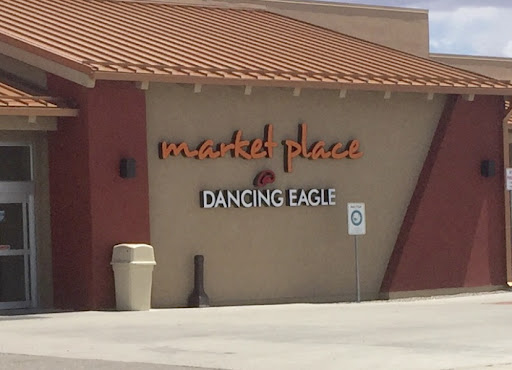 market place
@
DANCING EAGLE